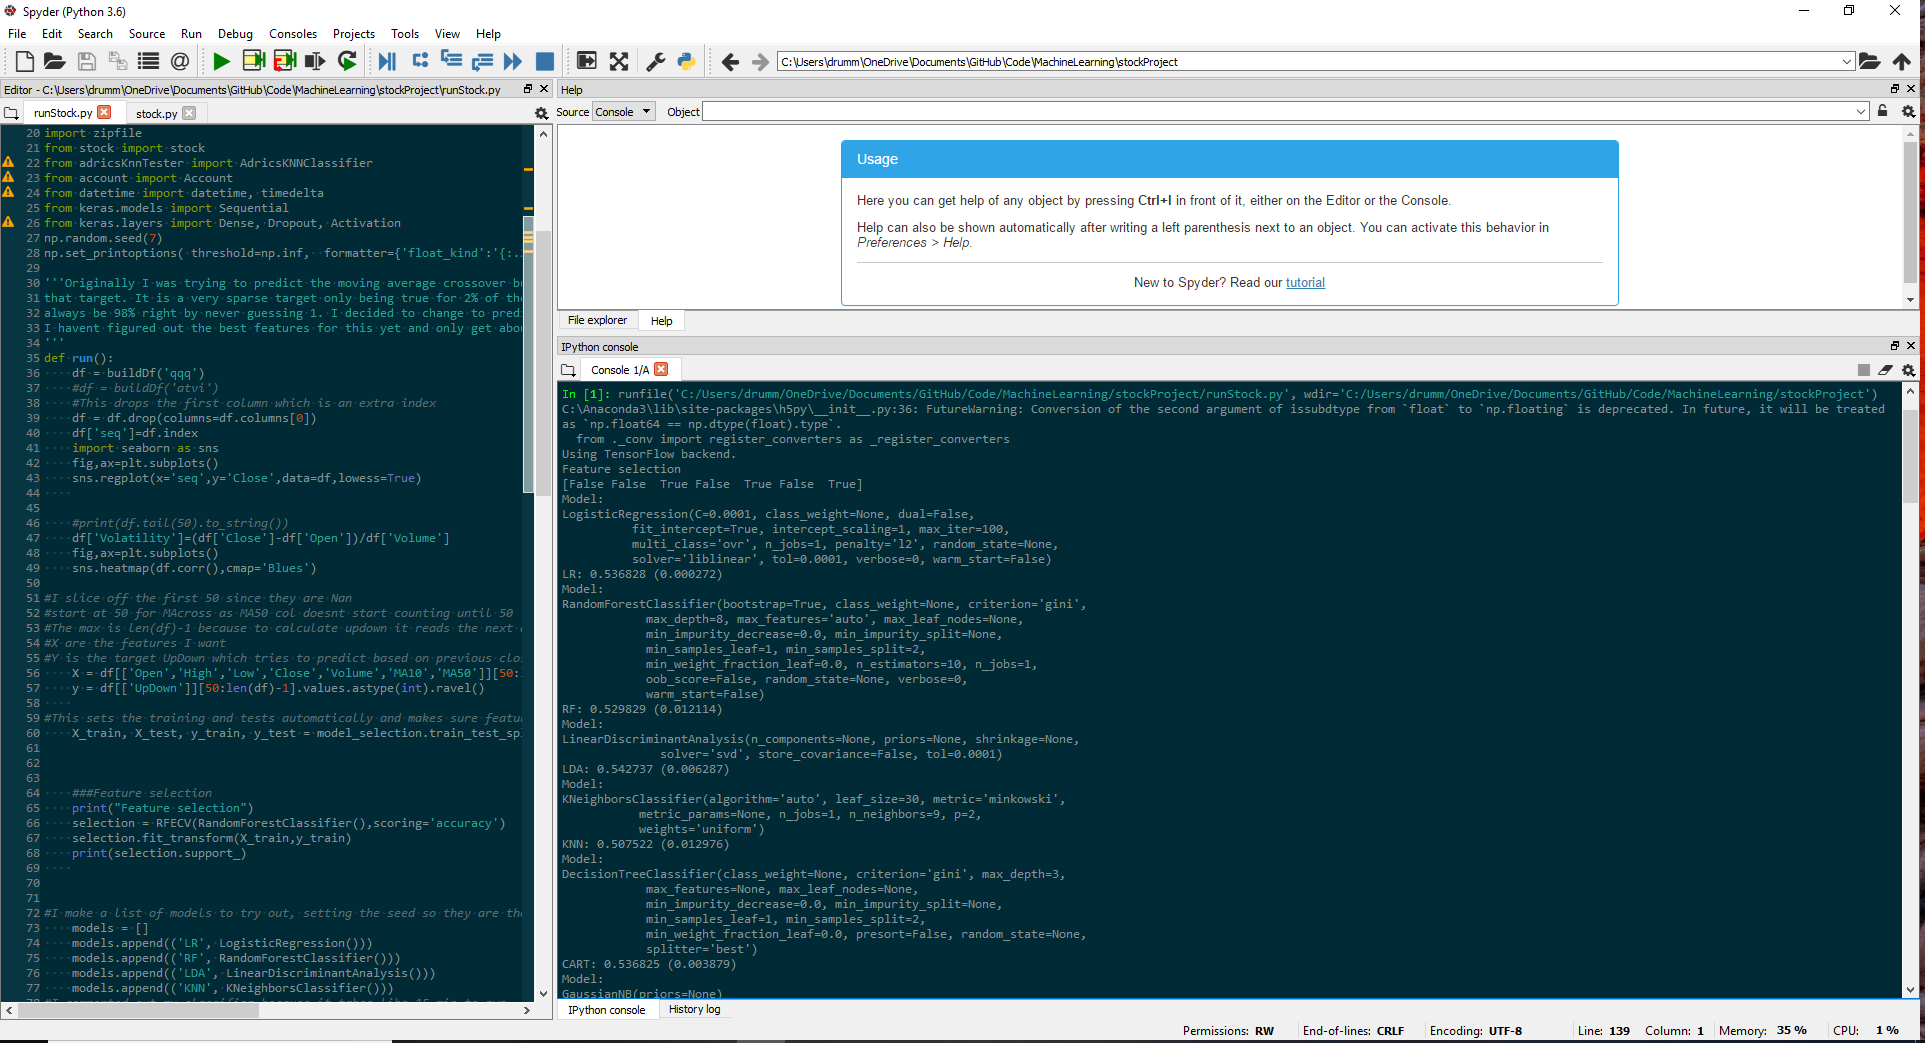 Spyder (Python 3.6)
File Edit Search Source Run Debug Consoles Projects Tools View Help
C:\Users\drumm\OneDrive\Documents\GitHub\Code\MachineLearning\stockProject
Editor - C:\Users\drumm\OneDrive\Documents\GitHub\Code\MachineLearning\stockProject\runStock.py
runStock.py stock.py
20 import zipfile
21 from stock import stock
22 from adricsKnnTester import AdricsKNNClassifier
23 from account import Account
24 from datetime import datetime, timedelta
25 from keras.models import Sequential
26 from keras.layers import Dense, Dropout, Activation
27 np.random.seed(7)
28 np.set_printoptions( threshold=np.inf, formatter={'float_kind':'{:.
29
30 '''Originally I was trying to predict the moving average crossover b
31 that target. It is a very sparse target only being true for 2% of th
32 always be 98% right by never guessing 1. I decided to change to pred
33 I havent figured out the best features for this yet and only get abo
34 '''
35 def run():
36 df = buildDf('qqq')
37 #df = buildDf('atvi')
38 #This drops the first column which is an extra index
39 df = df.drop(columns=df.columns[0])
40 df['seq']=df.index
41 import seaborn as sns
42 fig,ax=plt.subplots()
43 sns.regplot(x='seq',y='Close',data=df,lowess=True)
44
45
46 #print(df.tail(50).to_string())
47 df['Volatility']=(df['Close']-df['Open'])/df['Volume']
48 fig,ax=plt.subplots()
49 sns.heatmap(df.corr(),cmap='Blues')
50
51 #I slice off the first 50 since they are Nan
52 #start at 50 for MAcross as MA50 col doesnt start counting until 50
53 #The max is len(df)-1 because to calculate updown it reads the next
54 #X are the features I want
55 #Y is the target UpDown which tries to predict based on previous clo
56 X = df[['Open','High','Low','Close','Volume','MA10','MA50']][50:
57 y = df[['UpDown']][50:len(df)-1].values.astype(int).ravel()
58
59 #This sets the training and tests automatically and makes sure featu
60 X_train, X_test, y_train, y_test = model_selection.train_test_sp
61
62
63
64 ###Feature selection
65 print("Feature selection")
66 selection = RFECV(RandomForestClassifier(),scoring='accuracy')
67 selection.fit_transform(X_train,y_train)
68 print(selection.support_)
69
70
71
72 #I make a list of models to try out, setting the seed so they are th
73 models = []
74 models.append(('LR', LogisticRegression()))
75 models.append(('RF', RandomForestClassifier()))
76 models.append(('LDA', LinearDiscriminantAnalysis()))
77 models.append(('KNN', KNeighborsClassifier()))
Help
Source Console Object
Usage
Here you can get help of any object by pressing Ctrl+I in front of it, either on the Editor or the Console.
Help can also be shown automatically after writing a left parenthesis next to an object. You can activate this behavior in
Preferences > Help.
New to Spyder? Read our tutorial
File explorer Help
IPython console
Console 1/A
In [1]: runfile('C:/Users/drumm/OneDrive/Documents/GitHub/Code/MachineLearning/stockProject/runStock.py', wdir='C:/Users/drumm/OneDrive/Documents/GitHub/Code/MachineLearning/stockProject')
C:\Anaconda3\lib\site-packages\h5py\__init__.py:36: FutureWarning: Conversion of the second argument of issubdtype from `float` to `np.floating` is deprecated. In future, it will be treated
as `np.float64 == np.dtype(float).type`.
from ._conv import register_converters as _register_converters
Using TensorFlow backend.
Feature selection
[False False  True False  True False  True]
Model:
LogisticRegression(C=0.0001, class_weight=None, dual=False,
fit_intercept=True, intercept_scaling=1, max_iter=100,
multi_class='ovr', n_jobs=1, penalty='l2', random_state=None,
solver='liblinear', tol=0.0001, verbose=0, warm_start=False)
LR: 0.536828 (0.000272)
Model:
RandomForestClassifier(bootstrap=True, class_weight=None, criterion='gini',
max_depth=8, max_features='auto', max_leaf_nodes=None,
min_impurity_decrease=0.0, min_impurity_split=None,
min_samples_leaf=1, min_samples_split=2,
min_weight_fraction_leaf=0.0, n_estimators=10, n_jobs=1,
oob_score=False, random_state=None, verbose=0,
warm_start=False)
RF: 0.529829 (0.012114)
Model:
LinearDiscriminantAnalysis(n_components=None, priors=None, shrinkage=None,
solver='svd', store_covariance=False, tol=0.0001)
LDA: 0.542737 (0.006287)
Model:
KNeighborsClassifier(algorithm='auto', leaf_size=30, metric='minkowski',
metric_params=None, n_jobs=1, n_neighbors=9, p=2,
weights='uniform')
KNN: 0.507522 (0.012976)
Model:
DecisionTreeClassifier(class_weight=None, criterion='gini', max_depth=3,
max_features=None, max_leaf_nodes=None,
min_impurity_decrease=0.0, min_impurity_split=None,
min_samples_leaf=1, min_samples_split=2,
min_weight_fraction_leaf=0.0, presort=False, random_state=None,
splitter='best')
CART: 0.536825 (0.003879)
Model:
GaussianNB(priors=None)
IPython console History log
Permissions: RW End-of-lines: CRLF Encoding: UTF-8 Line: 139 Column: 1 Memory: 35 % CPU: 1 %